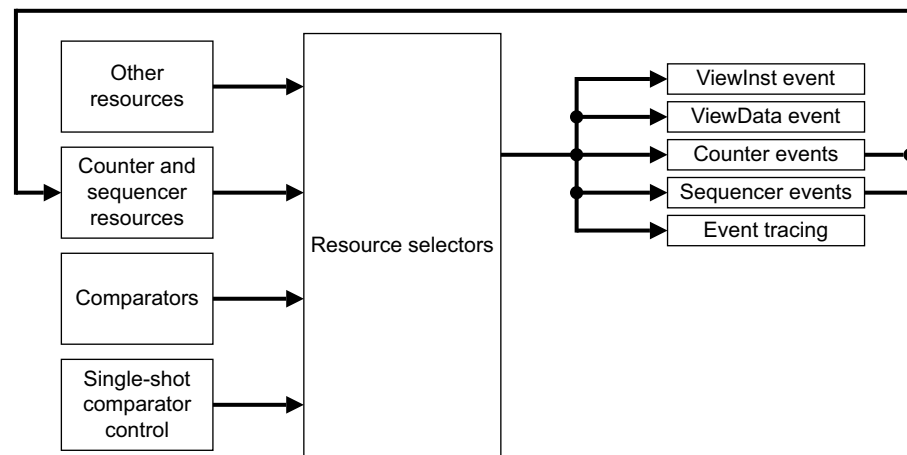 Other
resources
Counter and
sequencer
resources
Comparators
Single-shot
comparator
control
Resource selectors
ViewInst event
ViewData event
Counter events
Sequencer events
Event tracing